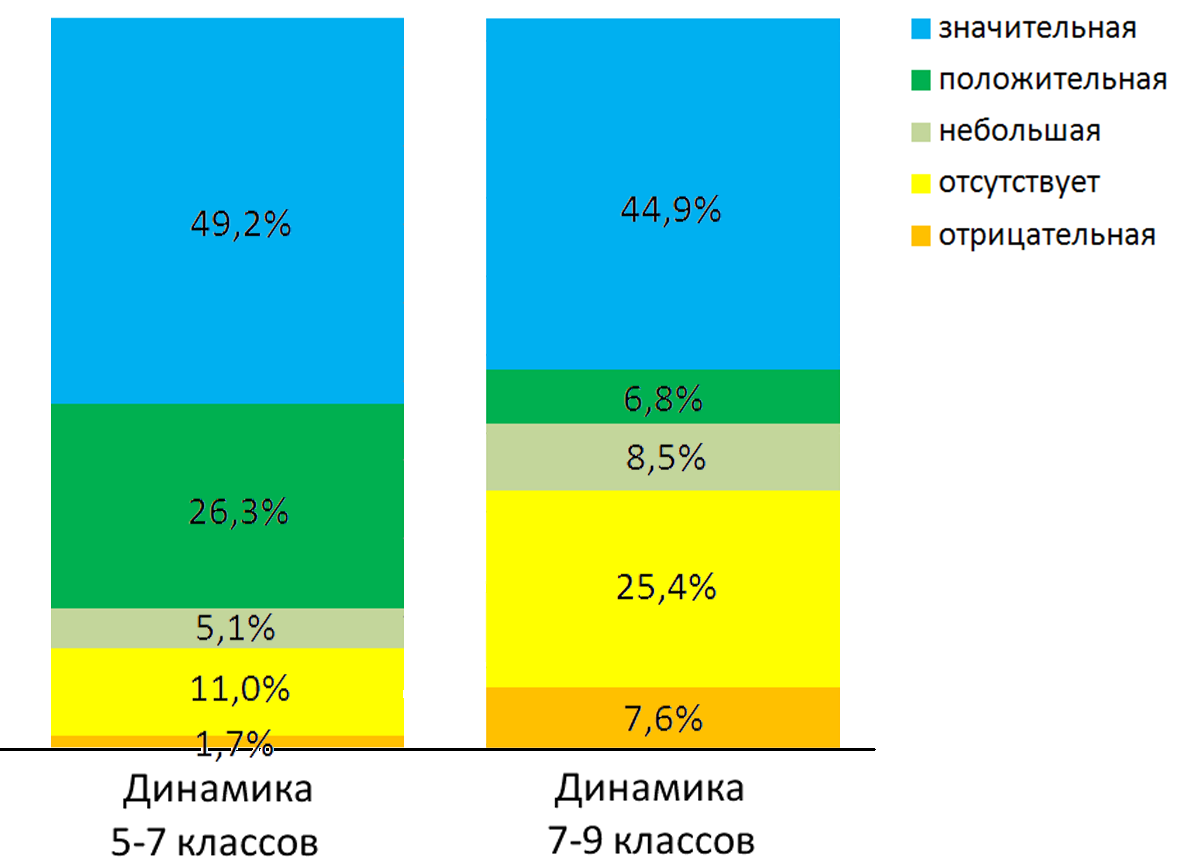 значительная
положительная
небольшая
отсутствует
отрицательная
49,2%
26,3%
5,1%
11,0%
1,7%
44,9%
6,8%
8,5%
25,4%
7,6%
Динамика
5-7 классов
Динамика
7-9 классов